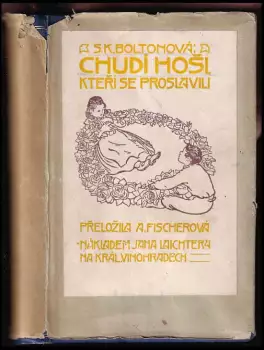 S.K.BOLTONOVÁ:
CHUDÍ HOŠI,
KTEŘÍ SE PROSLAVILI
PŘELOŽILA A.FISCHEROVÁ
NÁKLADEM JANA LAICHTERA
NA KRÁL.VINOHRADECH